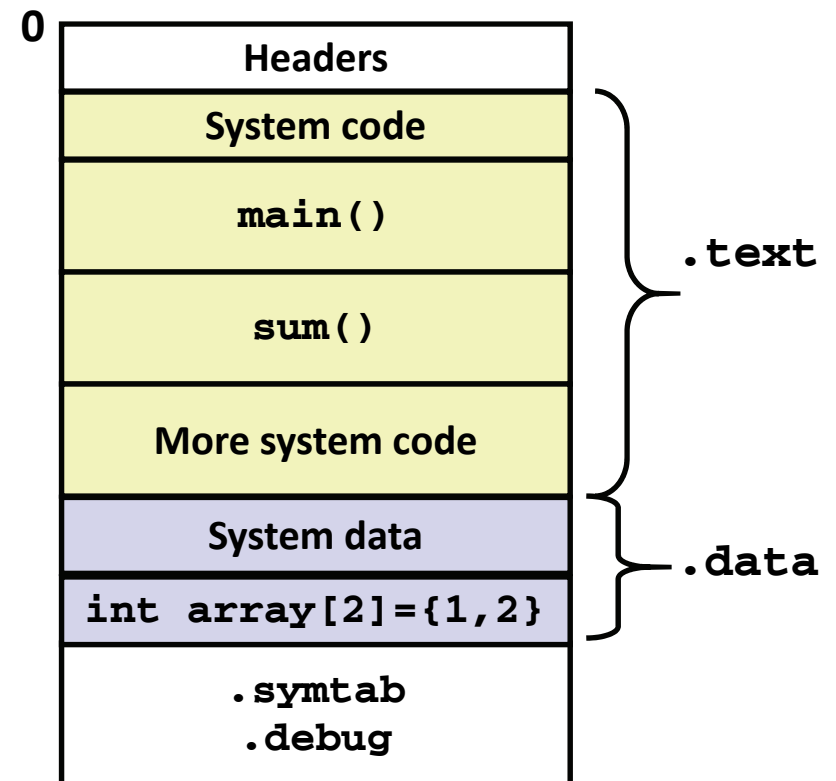 0
Headers
System code
main()
.text
sum()
More system code
System data
.data
int array[2]={1,2}
.symtab
.debug